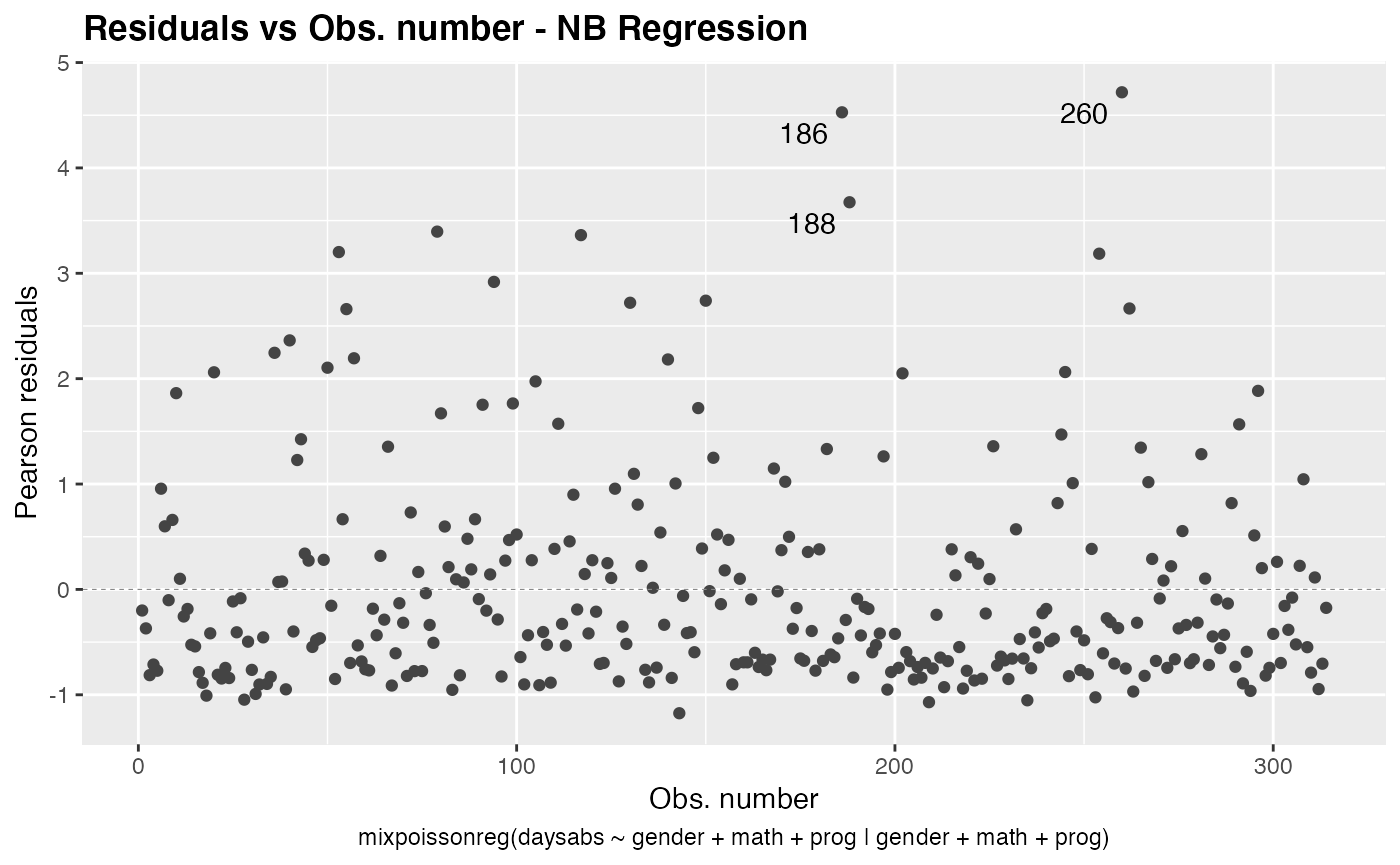 Residuals vs Obs. number - NB Regression
5
4
3
2
1
0
-1
Pearson residuals
186
260
188
0 100 200 300
Obs. number
mixpoissonreg(daysabs ~ gender + math + prog | gender + math + prog)